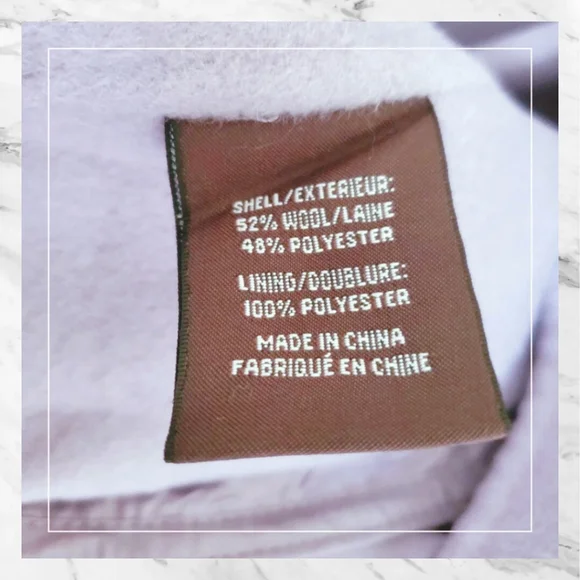 SHELL/EXTERIEUR:
52% WOOL/LAINE
48% POLYESTER
LINING/DOUBLURE:
100% POLYESTER
MADE IN CHINA
FABRIQUÉ EN CHINE